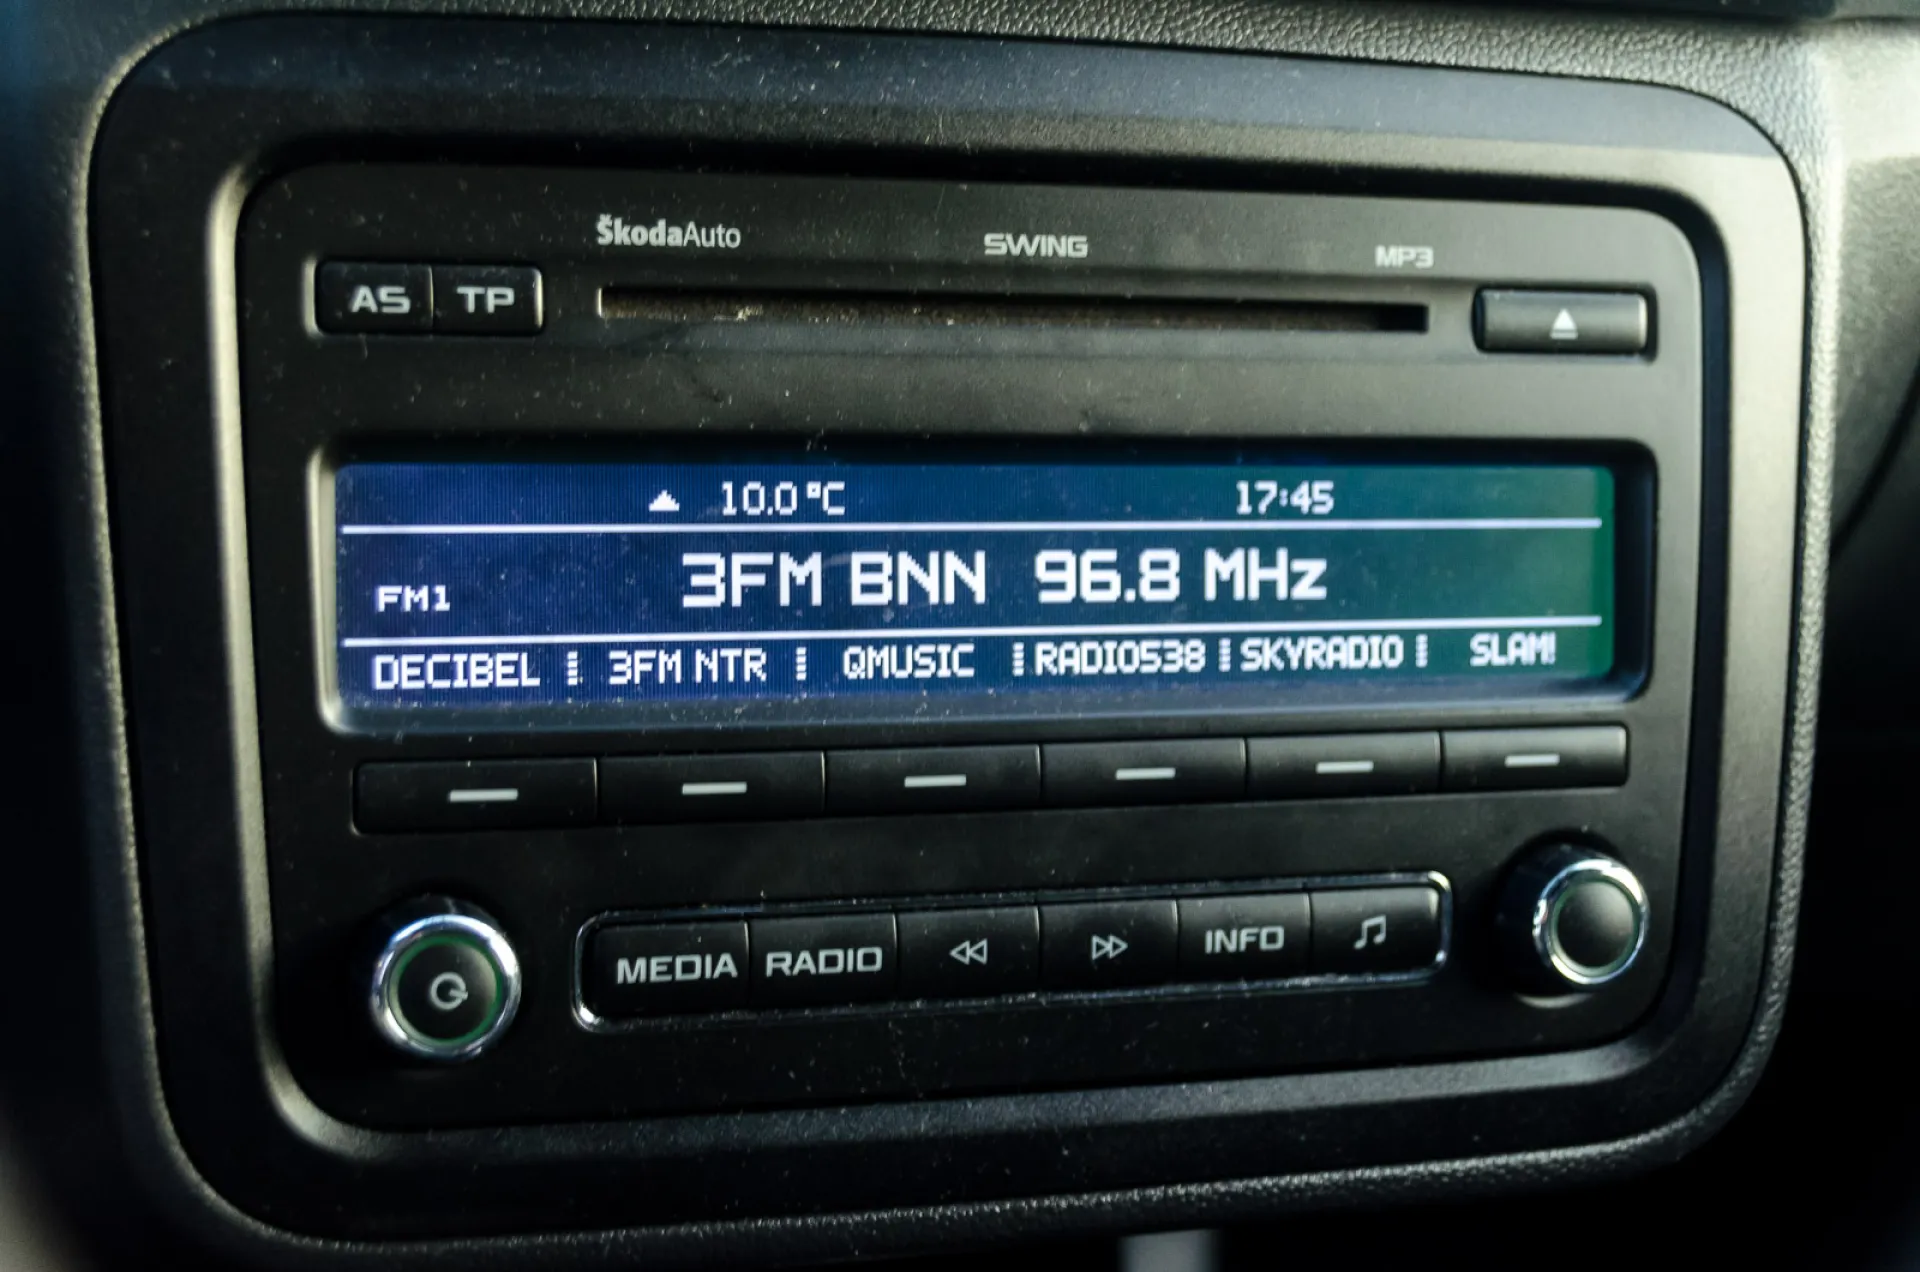 ŠkodaAuto SWING MP3
AS TP
10.0°C 17:45
FM1 3FM BNN 96.8 MHz
DECIBEL 3FM NTR QMUSIC RADIO538 SKYRADIO SLAM!
MEDIA RADIO INFO